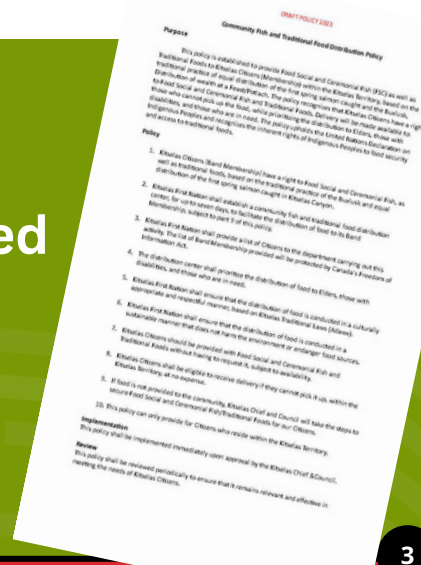 DRAFT POLICY 2023
Community Fish and Traditional Food Distribution Policy
Purpose
This policy is established to provide Food Social and Ceremonial Fish (FSC) as well as
Traditional Foods to Kitselas Citizens (Membership) within the Kitselas Territory, based on the
traditional practice of equal distribution of the first spring salmon caught and the Buxlusk,
Distribution of wealth at a Feast/Potlach. The policy recognizes that Kitselas Citizens have a right
to Food Social and Ceremonial Fish and Traditional Foods. Delivery will be made available to
those who cannot pick up the food, while prioritizing the distribution to Elders, those with
disabilities, and those who are in need. The policy upholds the United Nations Declaration on
Indigenous Peoples and recognizes the inherent rights of Indigenous Peoples to food security
and access to traditional foods.
Policy
1. Kitselas Citizens (Band Membership) have a right to Food Social and Ceremonial Fish, as
well as traditional foods, based on the traditional practice of the Buxlusk and equal
distribution of the first spring salmon caught in Kitselas Canyon.
2. Kitselas First Nation shall establish a community fish and traditional food distribution
center, for up to seven days, to facilitate the distribution of food to its Band
Membership, subject to part 9 of this policy.
3. Kitselas First Nation shall provide a list of Citizens to the department carrying out this
activity. The list of Band Membership provided will be protected by Canada's Freedom of
Information Act.
4. The distribution center shall prioritize the distribution of food to Elders, those with
disabilities, and those who are in need.
5. Kitselas First Nation shall ensure that the distribution of food is conducted in a culturally
appropriate and respectful manner, based on Kitselas Traditional Laws (Adawx).
6. Kitselas First Nation shall ensure that the distribution of food is conducted in a
sustainable manner that does not harm the environment or endanger food sources.
7. Kitselas Citizens should be provided with Food Social and Ceremonial Fish and
Traditional Foods without having to request it, subject to availability.
8. Kitselas Citizens shall be eligible to receive delivery if they cannot pick it up, within the
Kitselas Territory, at no expense.
9. If food is not provided to the community, Kitselas Chief and Council will take the steps to
secure Food Social and Ceremonial Fish/Traditional Foods for our Citizens.
10. This policy can only provide for Citizens who reside within the Kitselas Territory.
Implementation
This policy shall be implemented immediately upon approval by the Kitselas Chief &Council.
Review
This policy shall be reviewed periodically to ensure that it remains relevant and effective in
meeting the needs of Kitselas Citizens.
ed
3